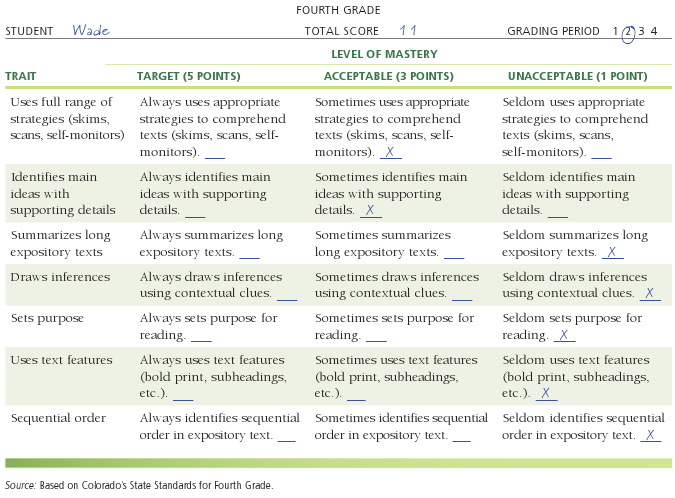 FOURTH GRADE
STUDENT Wade TOTAL SCORE 11 GRADING PERIOD 1 2 3 4
LEVEL OF MASTERY
TRAIT TARGET (5 POINTS) ACCEPTABLE (3 POINTS) UNACCEPTABLE (1 POINT)
Uses full range of Always uses appropriate Sometimes uses appropriate Seldom uses appropriate
strategies (skims, strategies to comprehend strategies to comprehend strategies to comprehend
scans, self-monitors) texts (skims, scans, self- texts (skims, scans, self- texts (skims, scans,
monitors). ___ monitors). X self-monitors). ___
Identifies main Always identifies main Sometimes identifies main Seldom identifies main
ideas with ideas with supporting ideas with supporting ideas with supporting
supporting details details. ___ details. X details. ___
Summarizes long Always summarizes long Sometimes summarizes Seldom summarizes long
expository texts expository texts. ___ long expository texts. ___ expository texts. X
Draws inferences Always draws inferences Sometimes draws inferences Seldom draws inferences
using contextual clues. ___ using contextual clues. ___ using contextual clues. X
Sets purpose Always sets purpose for Sometimes sets purpose for Seldom sets purpose for
reading. ___ reading. ___ reading. X
Uses text features Always uses text features Sometimes uses text features Seldom uses text features
(bold print, subheadings, (bold print, subheadings, (bold print, subheadings,
etc.). ___ etc.). ___ etc.). X
Sequential order Always identifies sequential Sometimes identifies sequential Seldom identifies sequential
order in expository text. ___ order in expository text. ___ order in expository text. X
Source: Based on Colorado's State Standards for Fourth Grade.